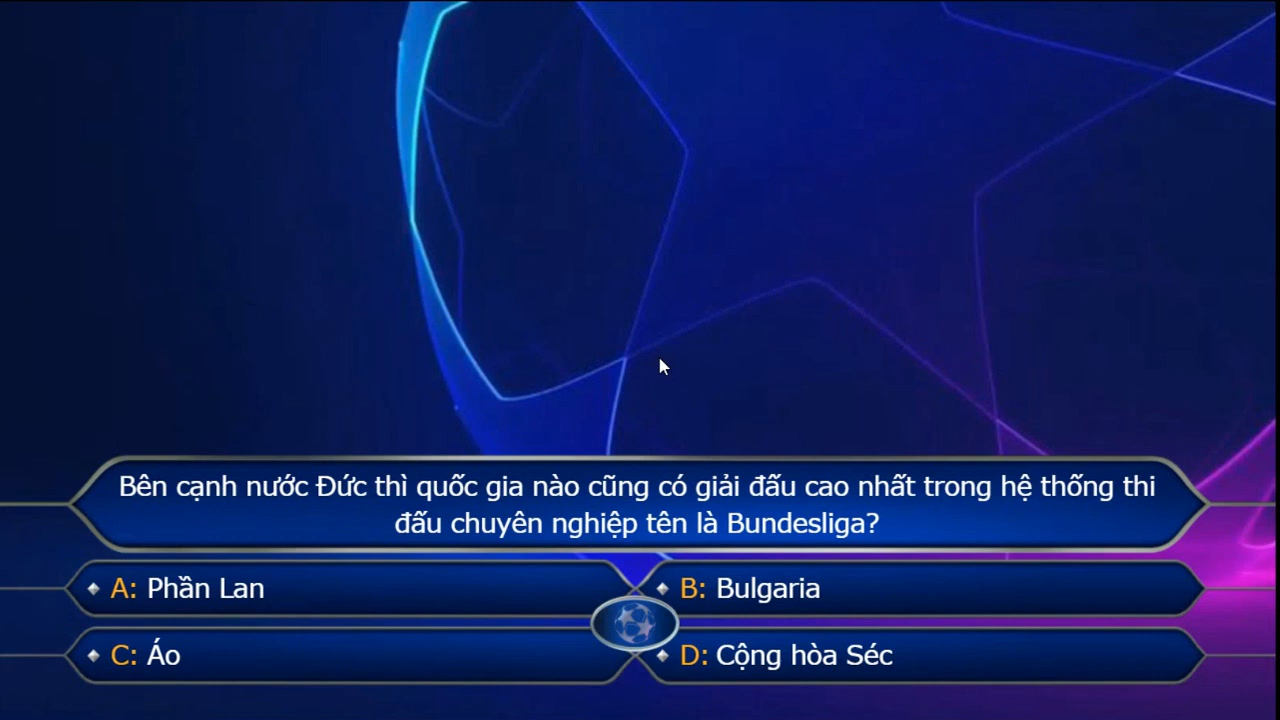 Bên cạnh nước Đức thì quốc gia nào cũng có giải đấu cao nhất trong hệ thống thi
đấu chuyên nghiệp tên là Bundesliga?
A: Phần Lan
B: Bulgaria
C: Áo
D: Cộng hòa Séc